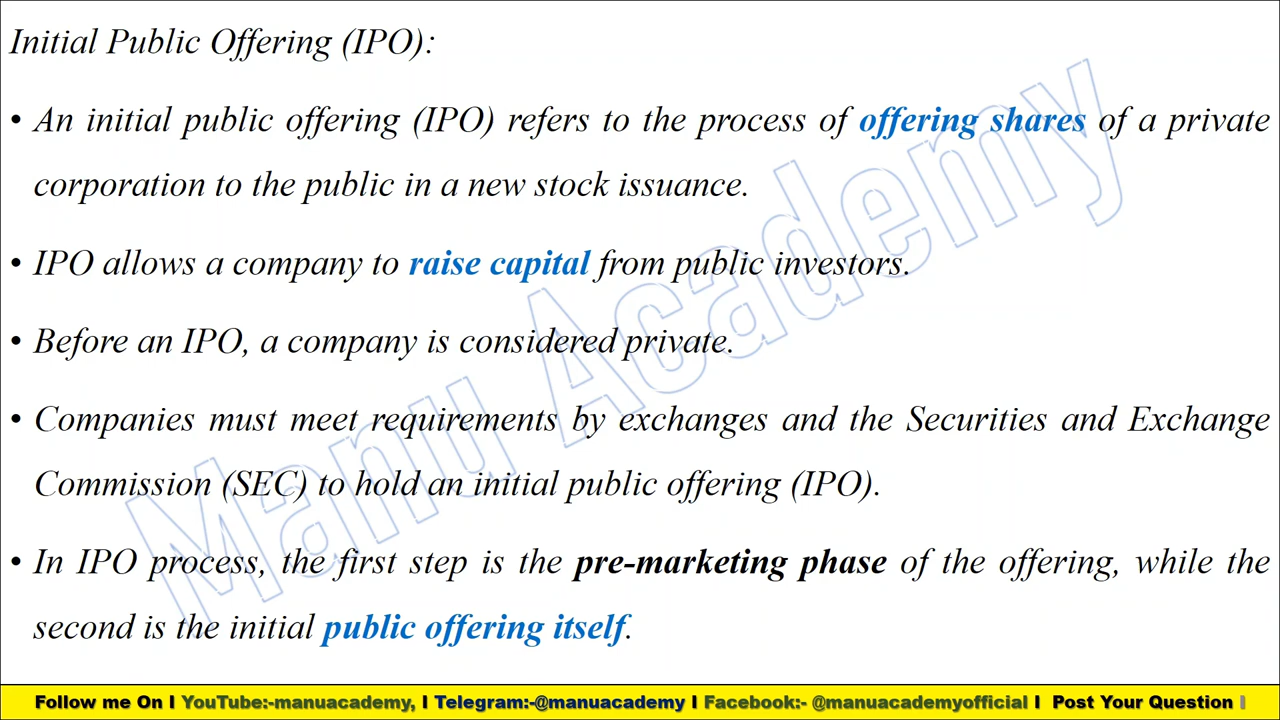 Initial Public Offering (IPO):
• An initial public offering (IPO) refers to the process of offering shares of a private
corporation to the public in a new stock issuance.
• IPO allows a company to raise capital from public investors.
• Before an IPO, a company is considered private.
• Companies must meet requirements by exchanges and the Securities and Exchange
Commission (SEC) to hold an initial public offering (IPO).
• In IPO process, the first step is the pre-marketing phase of the offering, while the
second is the initial public offering itself.
Manu Academy
Follow me On I YouTube:-manuacademy, I Telegram:-@manuacademy I Facebook:- @manuacademyofficial I Post Your Question I